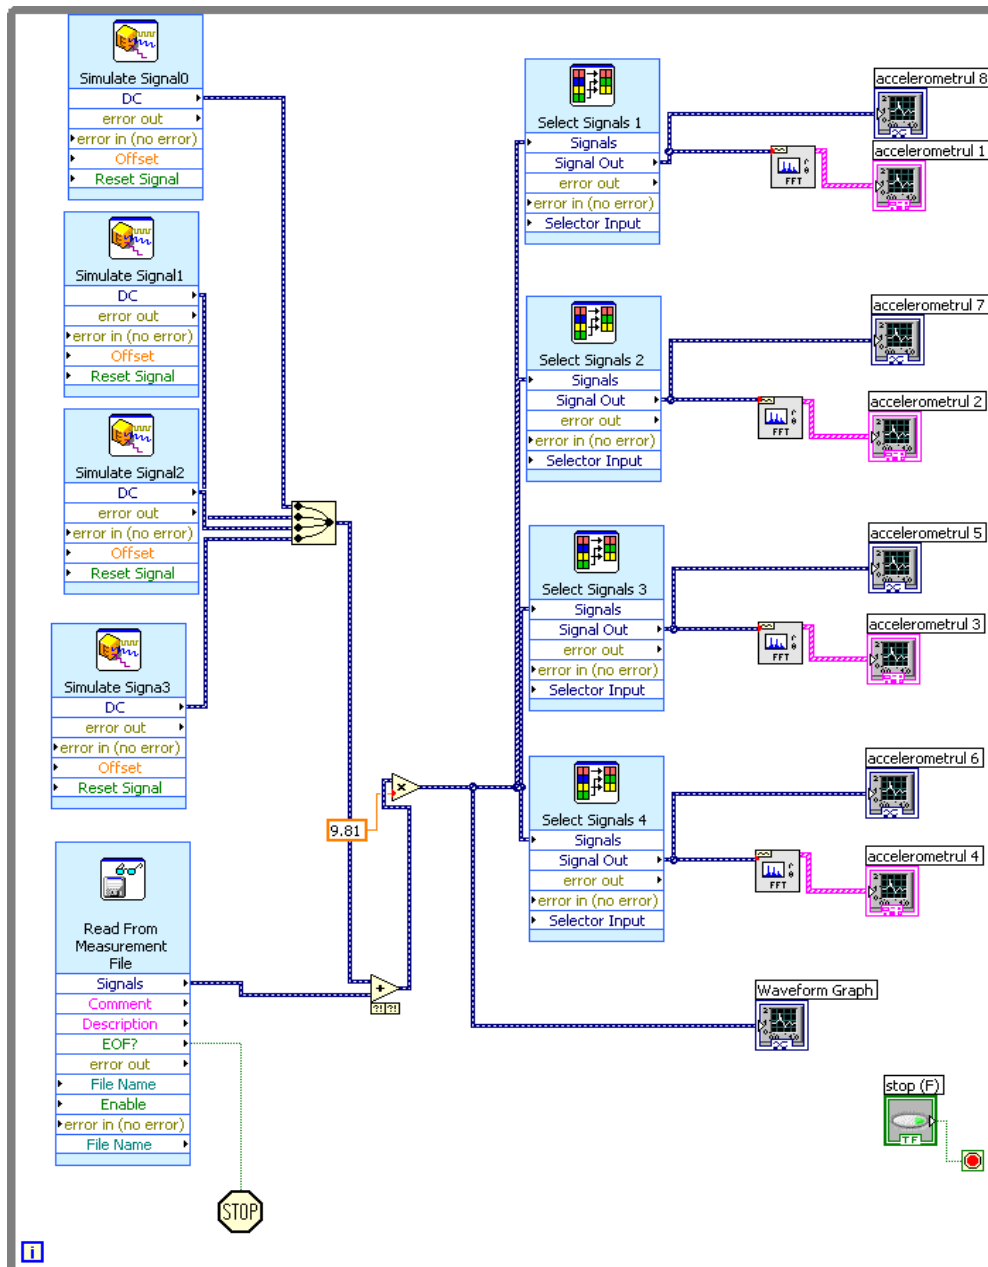 Simulate Signal0
DC
error out
error in (no error)
Offset
Reset Signal
Simulate Signal1
DC
error out
error in (no error)
Offset
Reset Signal
Simulate Signal2
DC
error out
error in (no error)
Offset
Reset Signal
Simulate Signa3
DC
error out
error in (no error)
Offset
Reset Signal
Read From
Measurement
File
Signals
Comment
Description
EOF?
error out
File Name
Enable
error in (no error)
File Name
STOP
i
9.81
×
+
?! ?!
Select Signals 1
Signals
Signal Out
error out
error in (no error)
Selector Input
Select Signals 2
Signals
Signal Out
error out
error in (no error)
Selector Input
Select Signals 3
Signals
Signal Out
error out
error in (no error)
Selector Input
Select Signals 4
Signals
Signal Out
error out
error in (no error)
Selector Input
accelerometrul 8
accelerometrul 1
FFT
accelerometrul 7
accelerometrul 2
FFT
accelerometrul 5
accelerometrul 3
FFT
accelerometrul 6
accelerometrul 4
FFT
Waveform Graph
stop (F)
TF